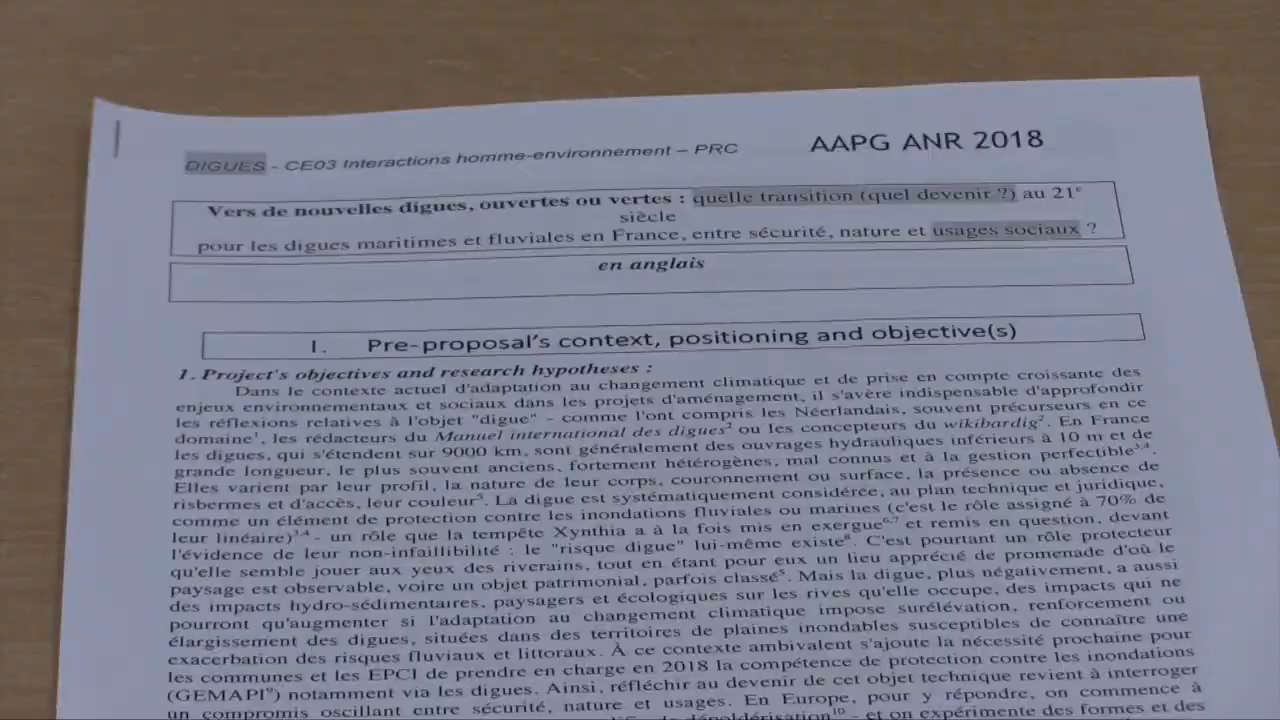 DIGUES - CE03 Interactions homme-environnement – PRC AAPG ANR 2018
Vers de nouvelles digues, ouvertes ou vertes : quelle transition (quel devenir ?) au 21e
siècle
pour les digues maritimes et fluviales en France, entre sécurité, nature et usages sociaux ?
en anglais
I. Pre-proposal's context, positioning and objective(s)
1. Project's objectives and research hypotheses :
Dans le contexte actuel d'adaptation au changement climatique et de prise en compte croissante des
enjeux environnementaux et sociaux dans les projets d'aménagement, il s'avère indispensable d'approfondir
les réflexions relatives à l'objet "digue" - comme l'ont compris les Néerlandais, souvent précurseurs en ce
domaine1, les rédacteurs du Manuel international des digues2 ou les concepteurs du wikibardig2. En France
les digues, qui s'étendent sur 9000 km, sont généralement des ouvrages hydrauliques inférieurs à 10 m et de
grande longueur, le plus souvent anciens, fortement hétérogènes, mal connus et à la gestion perfectible3,4.
Elles varient par leur profil, la nature de leur corps, couronnement ou surface, la présence ou absence de
risbermes et d'accès, leur couleur5. La digue est systématiquement considérée, au plan technique et juridique,
comme un élément de protection contre les inondations fluviales ou marines (c'est le rôle assigné à 70% de
leur linéaire)3,4 - un rôle que la tempête Xynthia a à la fois mis en exergue6,7 et remis en question, devant
l'évidence de leur non-infaillibilité : le "risque digue" lui-même existe8. C'est pourtant un rôle protecteur
qu'elle semble jouer aux yeux des riverains, tout en étant pour eux un lieu apprécié de promenade d'où le
paysage est observable, voire un objet patrimonial, parfois classé5. Mais la digue, plus négativement, a aussi
des impacts hydro-sédimentaires, paysagers et écologiques sur les rives qu'elle occupe, des impacts qui ne
pourront qu'augmenter si l'adaptation au changement climatique impose surélévation, renforcement ou
élargissement des digues, situées dans des territoires de plaines inondables susceptibles de connaître une
exacerbation des risques fluviaux et littoraux. À ce contexte ambivalent s'ajoute la nécessité prochaine pour
les communes et les EPCI de prendre en charge en 2018 la compétence de protection contre les inondations
(GEMAPI9) notamment via les digues. Ainsi, réfléchir au devenir de cet objet technique revient à interroger
un compromis oscillant entre sécurité, nature et usages. En Europe, pour y répondre, on commence à
dépoldérisation10 - et on expérimente des formes et des